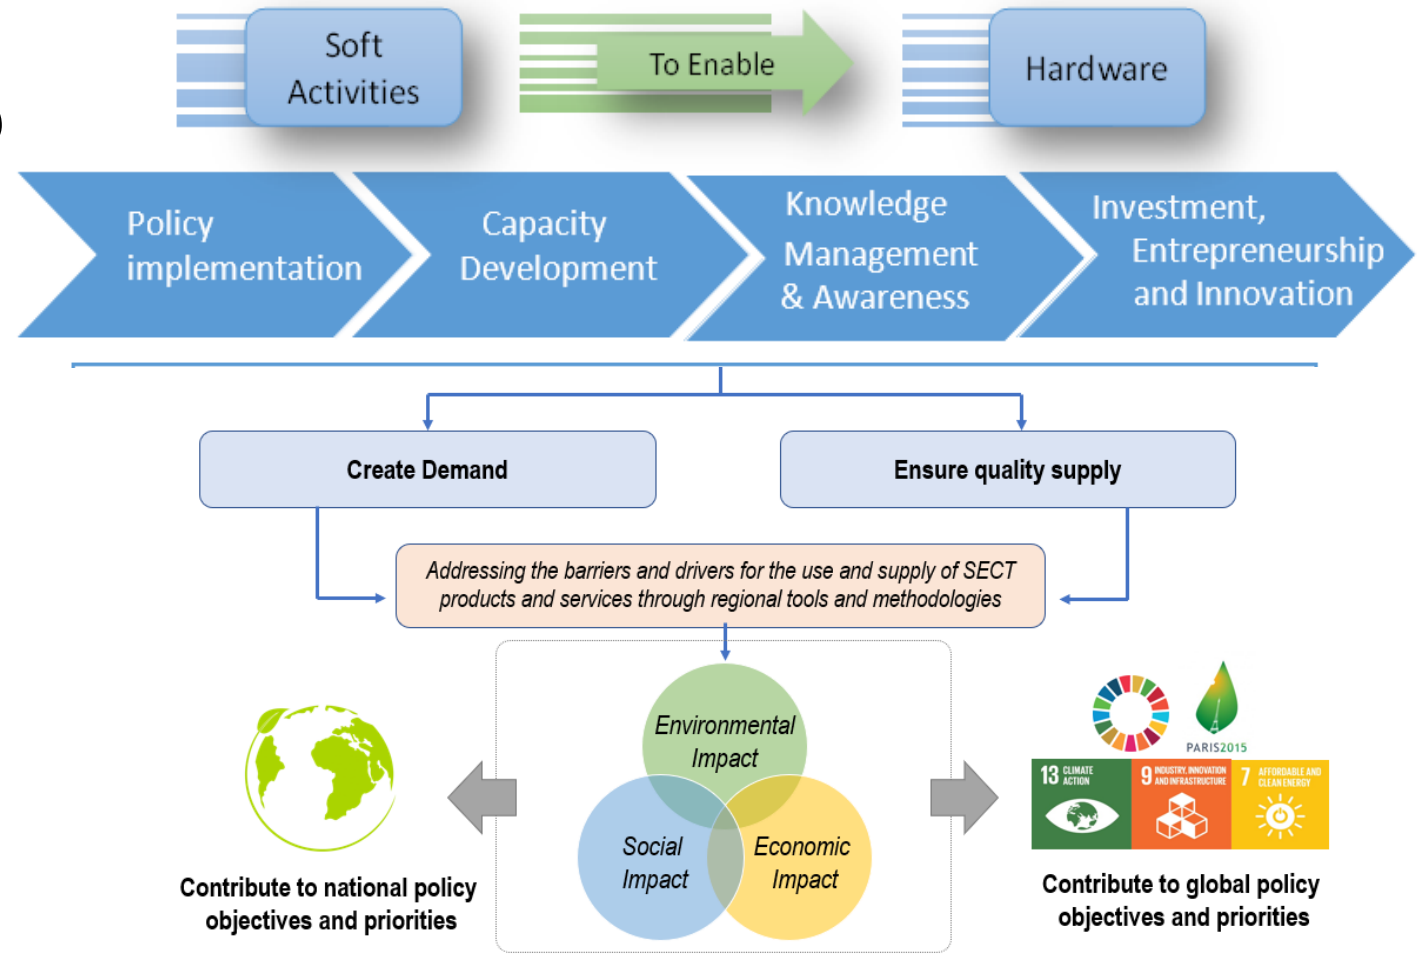 )
Soft
Activities
To Enable
Hardware
Policy
implementation
Capacity
Development
Knowledge
Management
& Awareness
Investment,
Entrepreneurship
and Innovation
Create Demand
Ensure quality supply
Addressing the barriers and drivers for the use and supply of SECT
products and services through regional tools and methodologies
Environmental
Impact
Social
Impact
Economic
Impact
Contribute to national policy
objectives and priorities
PARIS2015
13 CLIMATE
ACTION
9 INDUSTRY, INNOVATION
AND INFRASTRUCTURE
7 AFFORDABLE AND
CLEAN ENERGY
Contribute to global policy
objectives and priorities